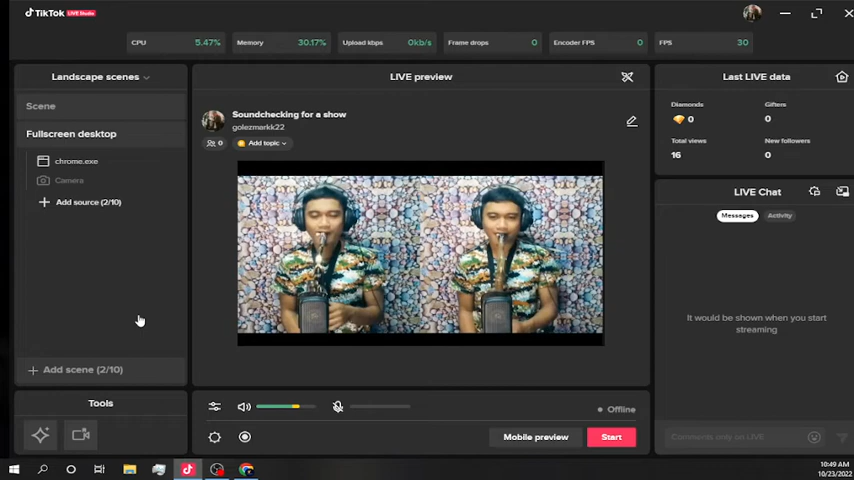 TikTok LIVE Studio
CPU 5.47% Memory 30.17% Upload kbps 0kb/s Frame drops 0 Encoder FPS 0 FPS 30
Landscape scenes
Scene
Fullscreen desktop
chrome.exe
Camera
Add source (2/10)
Add scene (2/10)
Tools
LIVE preview
Soundchecking for a show
golezmarkk22
0 Add topic
Offline
Mobile preview Start
Last LIVE data
Diamonds Gifters
0 0
Total views New followers
16 0
LIVE Chat
Messages Activity
It would be shown when you start
streaming
Comments only on LIVE
10:49 AM
10/23/2022